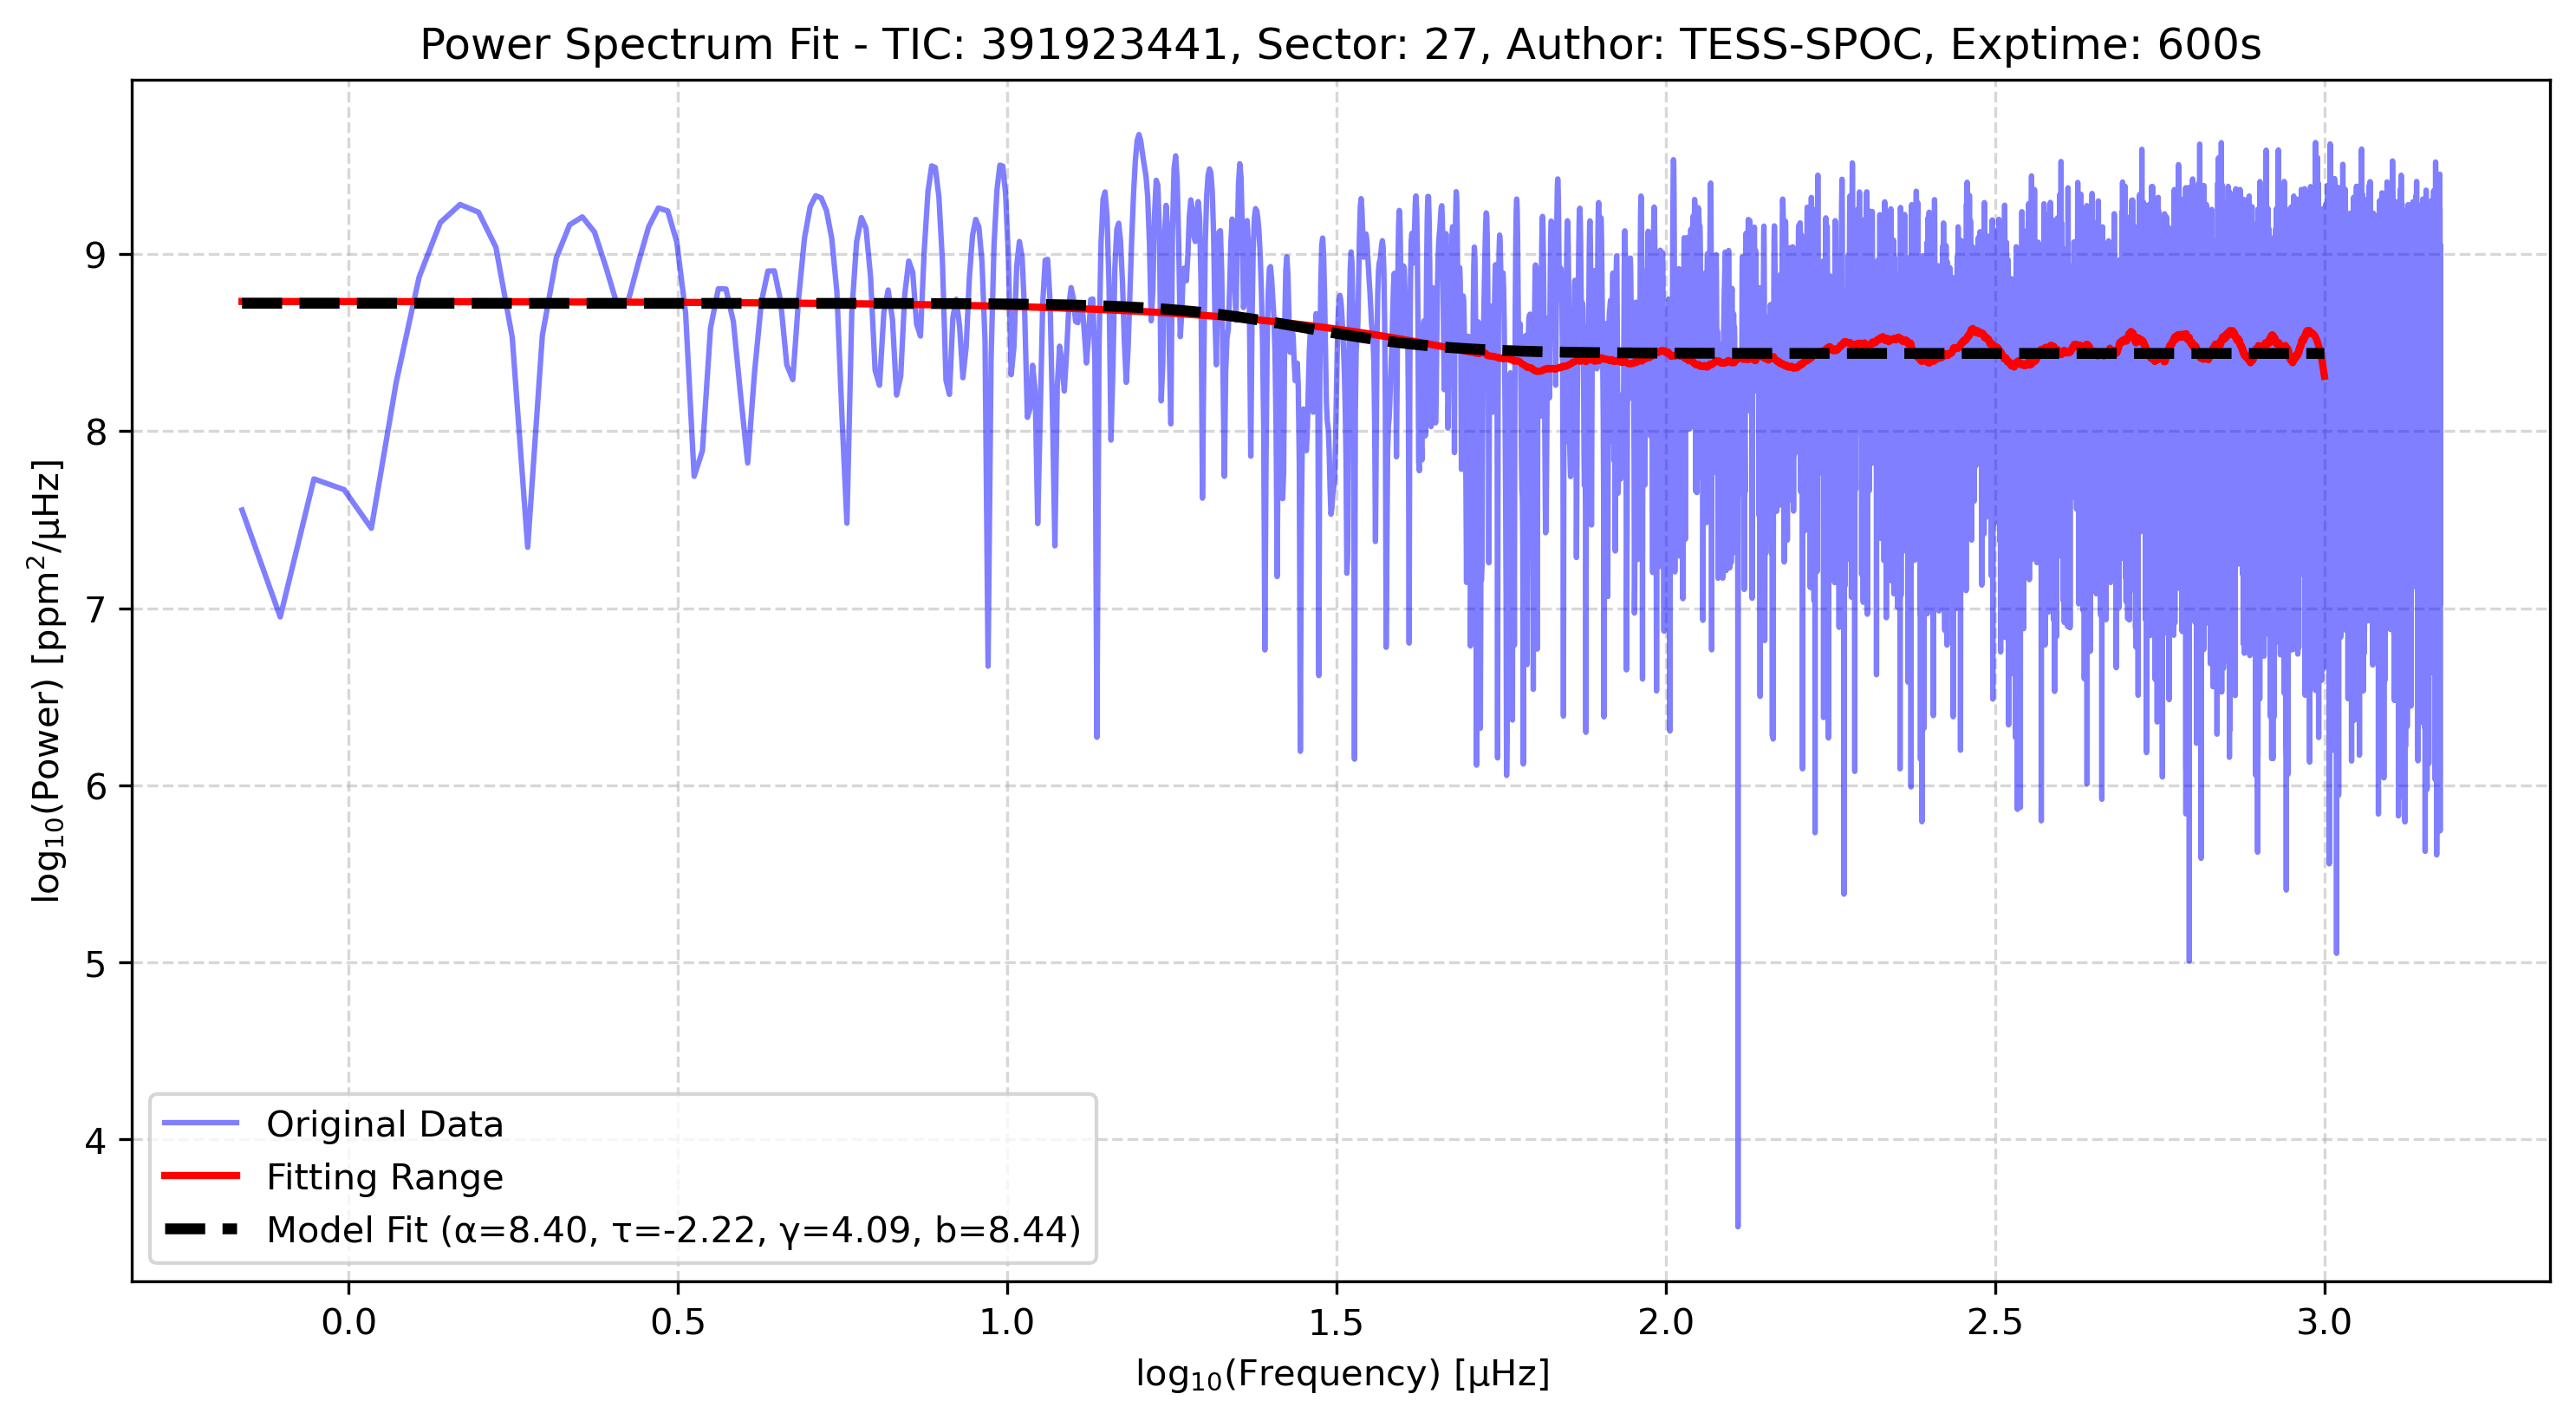 Power Spectrum Fit - TIC: 391923441, Sector: 27, Author: TESS-SPOC, Exptime: 600s
log₁₀(Power) [ppm²/μHz]
9
8
7
6
5
4
Original Data
Fitting Range
Model Fit (α=8.40, τ=-2.22, γ=4.09, b=8.44)
0.0 0.5 1.0 1.5 2.0 2.5 3.0
log₁₀(Frequency) [μHz]